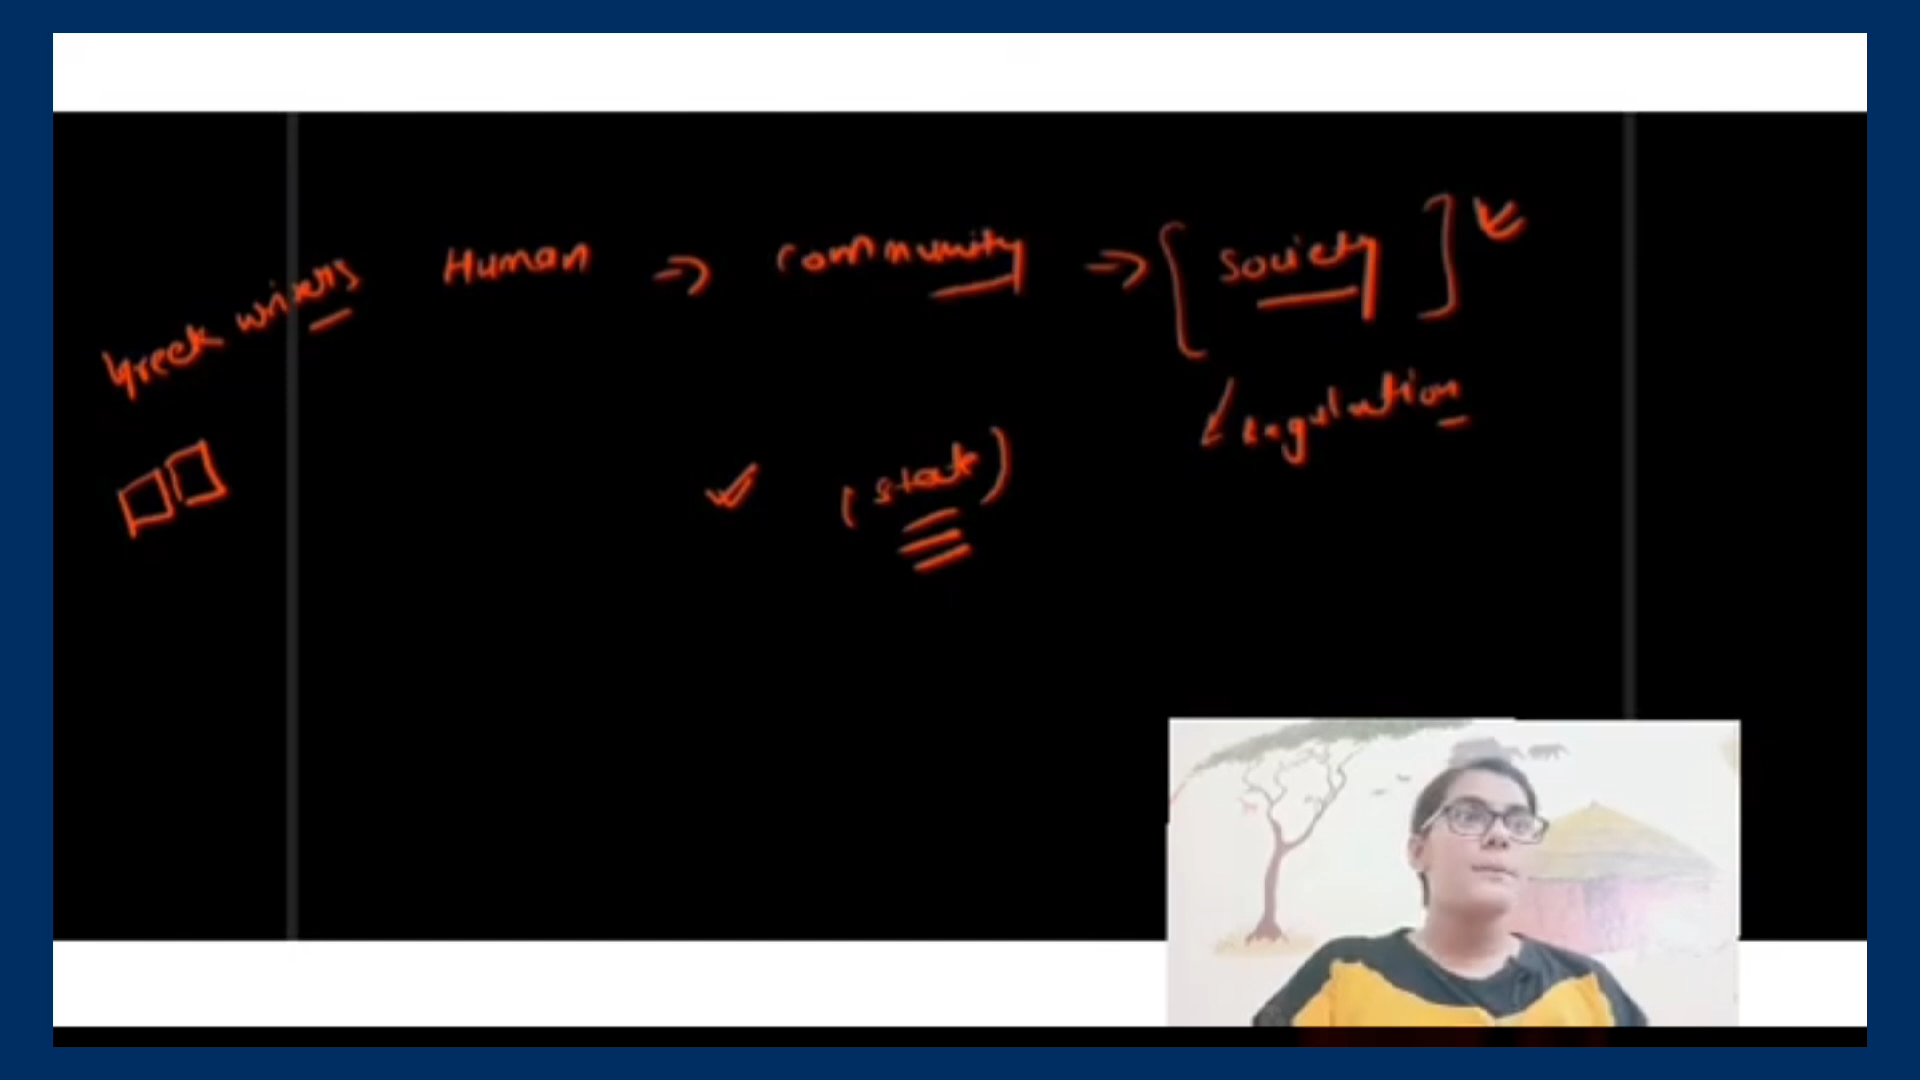 Human → community → [society]
Greek writers
regulation
(state)